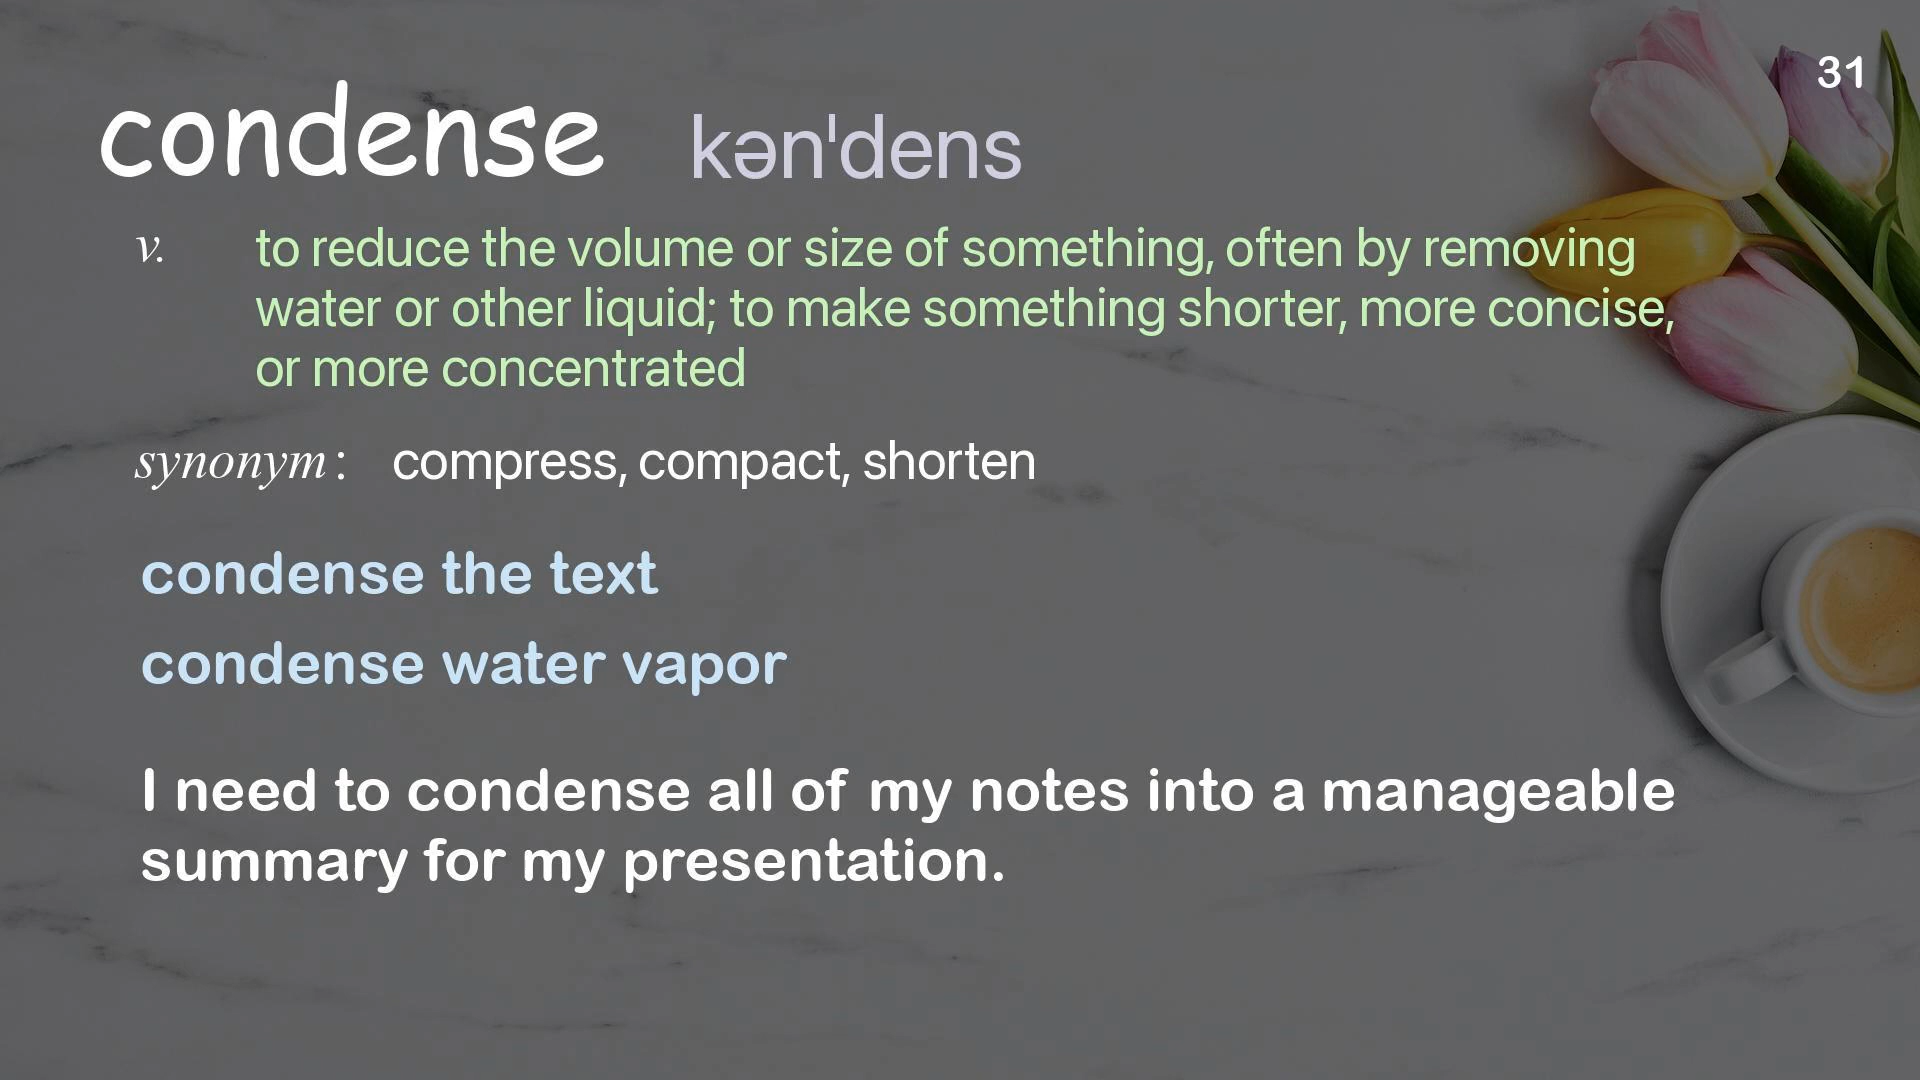 31
condense kən'dens
v. to reduce the volume or size of something, often by removing
water or other liquid; to make something shorter, more concise,
or more concentrated
synonym: compress, compact, shorten
condense the text
condense water vapor
I need to condense all of my notes into a manageable
summary for my presentation.